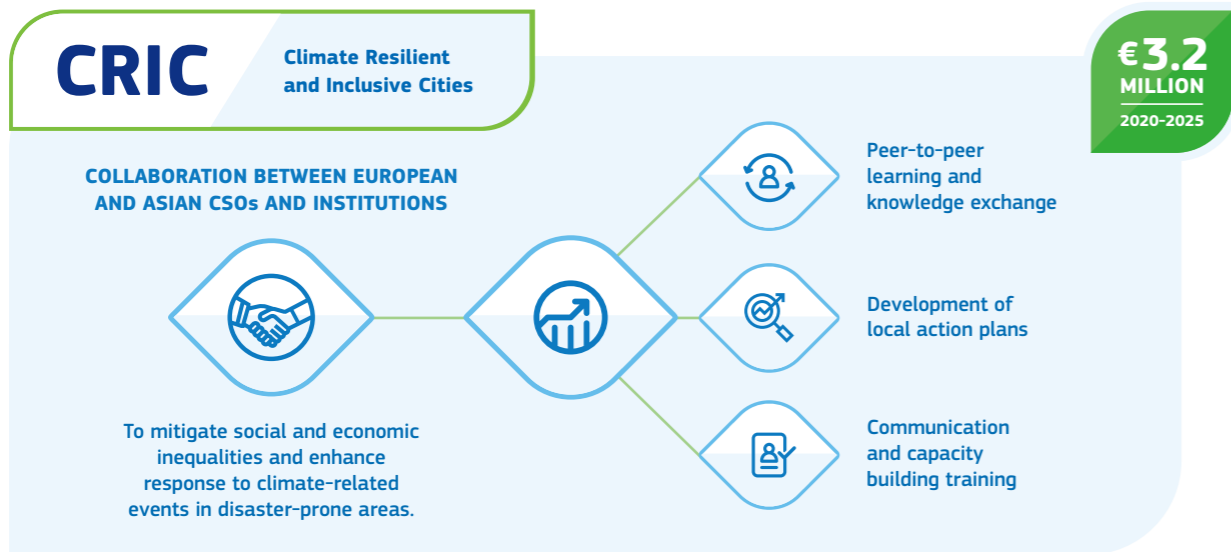 CRIC
Climate Resilient
and Inclusive Cities
€3.2
MILLION
2020-2025
COLLABORATION BETWEEN EUROPEAN
AND ASIAN CSOs AND INSTITUTIONS
To mitigate social and economic
inequalities and enhance
response to climate-related
events in disaster-prone areas.
Peer-to-peer
learning and
knowledge exchange
Development of
local action plans
Communication
and capacity
building training